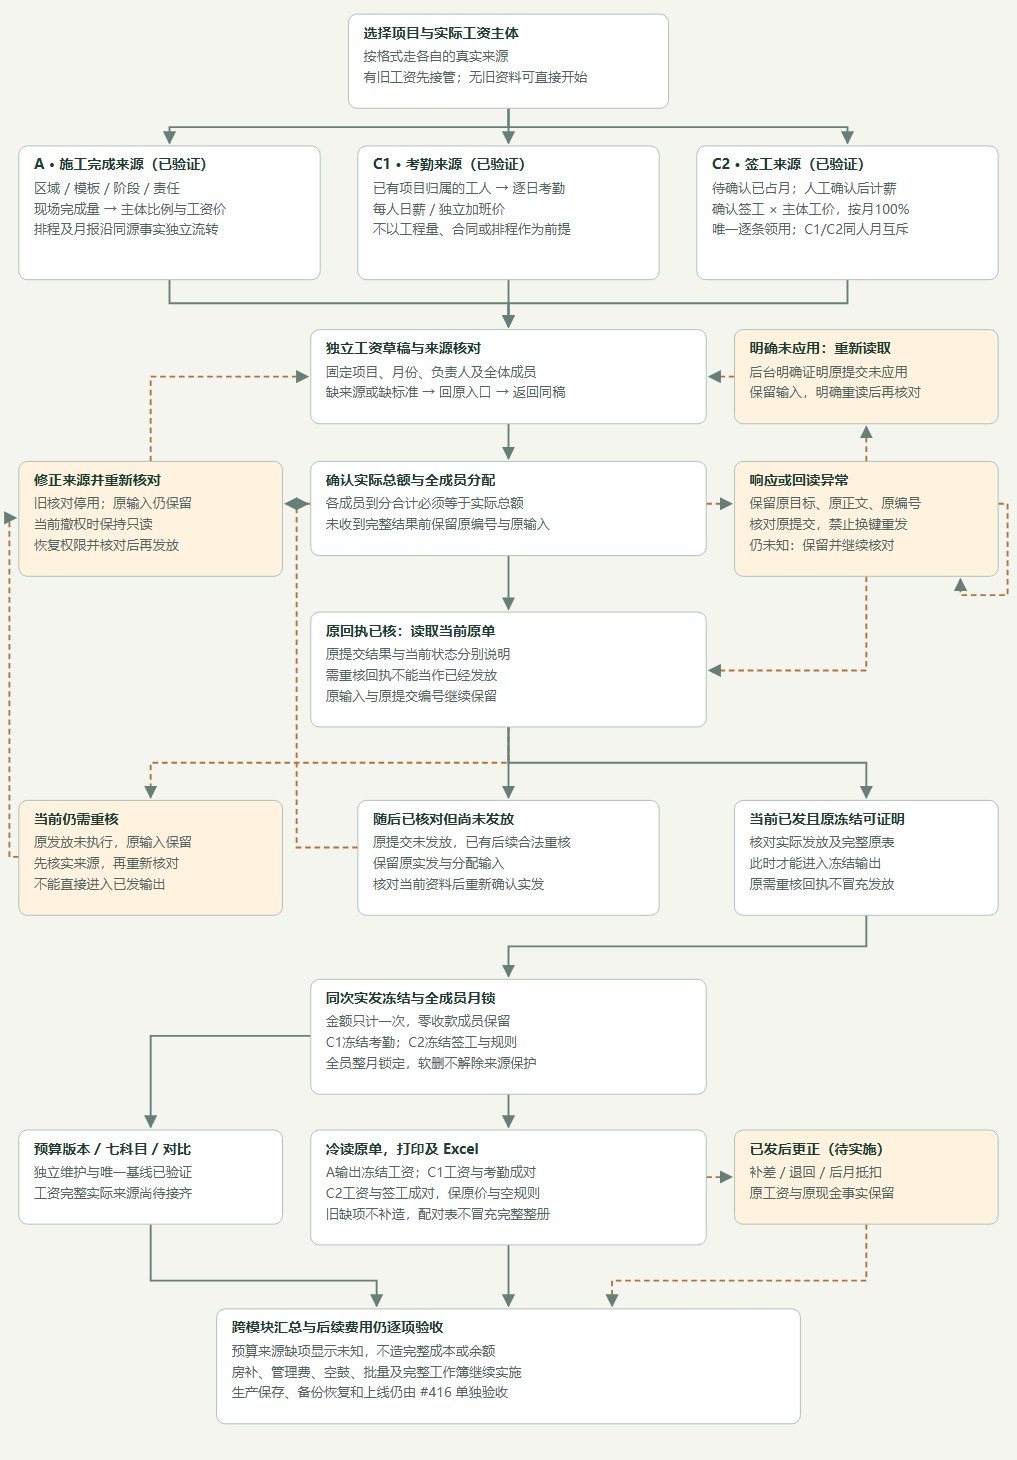 选择项目与实际工资主体
按格式走各自的真实来源
有旧工资先接管；无旧资料可直接开始
A · 施工完成来源（已验证）
区域 / 模板 / 阶段 / 责任
现场完成量 → 主体比例与工资价
排程及月报沿同源事实独立流转
C1 · 考勤来源（已验证）
已有项目归属的工人 → 逐日考勤
每人日薪 / 独立加班价
不以工程量、合同或排程作为前提
C2 · 签工来源（已验证）
待确认已占月；人工确认后计薪
确认签工 × 主体工价，按月100%
唯一逐条领用；C1/C2同人月互斥
独立工资草稿与来源核对
固定项目、月份、负责人及全体成员
缺来源或缺标准 → 回原入口 → 返回同稿
明确未应用：重新读取
后台明确证明原提交未应用
保留输入，明确重读后再核对
修正来源并重新核对
旧核对停用；原输入仍保留
当前撤权时保持只读
恢复权限并核对后再发放
确认实际总额与全成员分配
各成员到分合计必须等于实际总额
未收到完整结果前保留原编号与原输入
响应或回读异常
保留原目标、原正文、原编号
核对原提交，禁止换键重发
仍未知：保留并继续核对
原回执已核：读取当前原单
原提交结果与当前状态分别说明
需重核回执不能当作已经发放
原输入与原提交编号继续保留
当前仍需重核
原发放未执行，原输入保留
先核实来源，再重新核对
不能直接进入已发输出
随后已核对但尚未发放
原提交未发放，已有后续合法重核
保留原实发与分配输入
核对当前资料后重新确认实发
当前已发且原冻结可证明
核对实际发放及完整原表
此时才能进入冻结输出
原需重核回执不冒充发放
同次实发冻结与全成员月锁
金额只计一次，零收款成员保留
C1冻结考勤；C2冻结签工与规则
全员整月锁定，软删不解除来源保护
预算版本 / 七科目 / 对比
独立维护与唯一基线已验证
工资完整实际来源尚待接齐
冷读原单，打印及 Excel
A输出冻结工资；C1工资与考勤成对
C2工资与签工成对，保原价与空规则
旧缺项不补造，配对表不冒充完整整册
已发后更正（待实施）
补差 / 退回 / 后月抵扣
原工资与原现金事实保留
跨模块汇总与后续费用仍逐项验收
预算来源缺项显示未知，不造完整成本或余额
房补、管理费、空鼓、批量及完整工作簿继续实施
生产保存、备份恢复和上线仍由 #416 单独验收